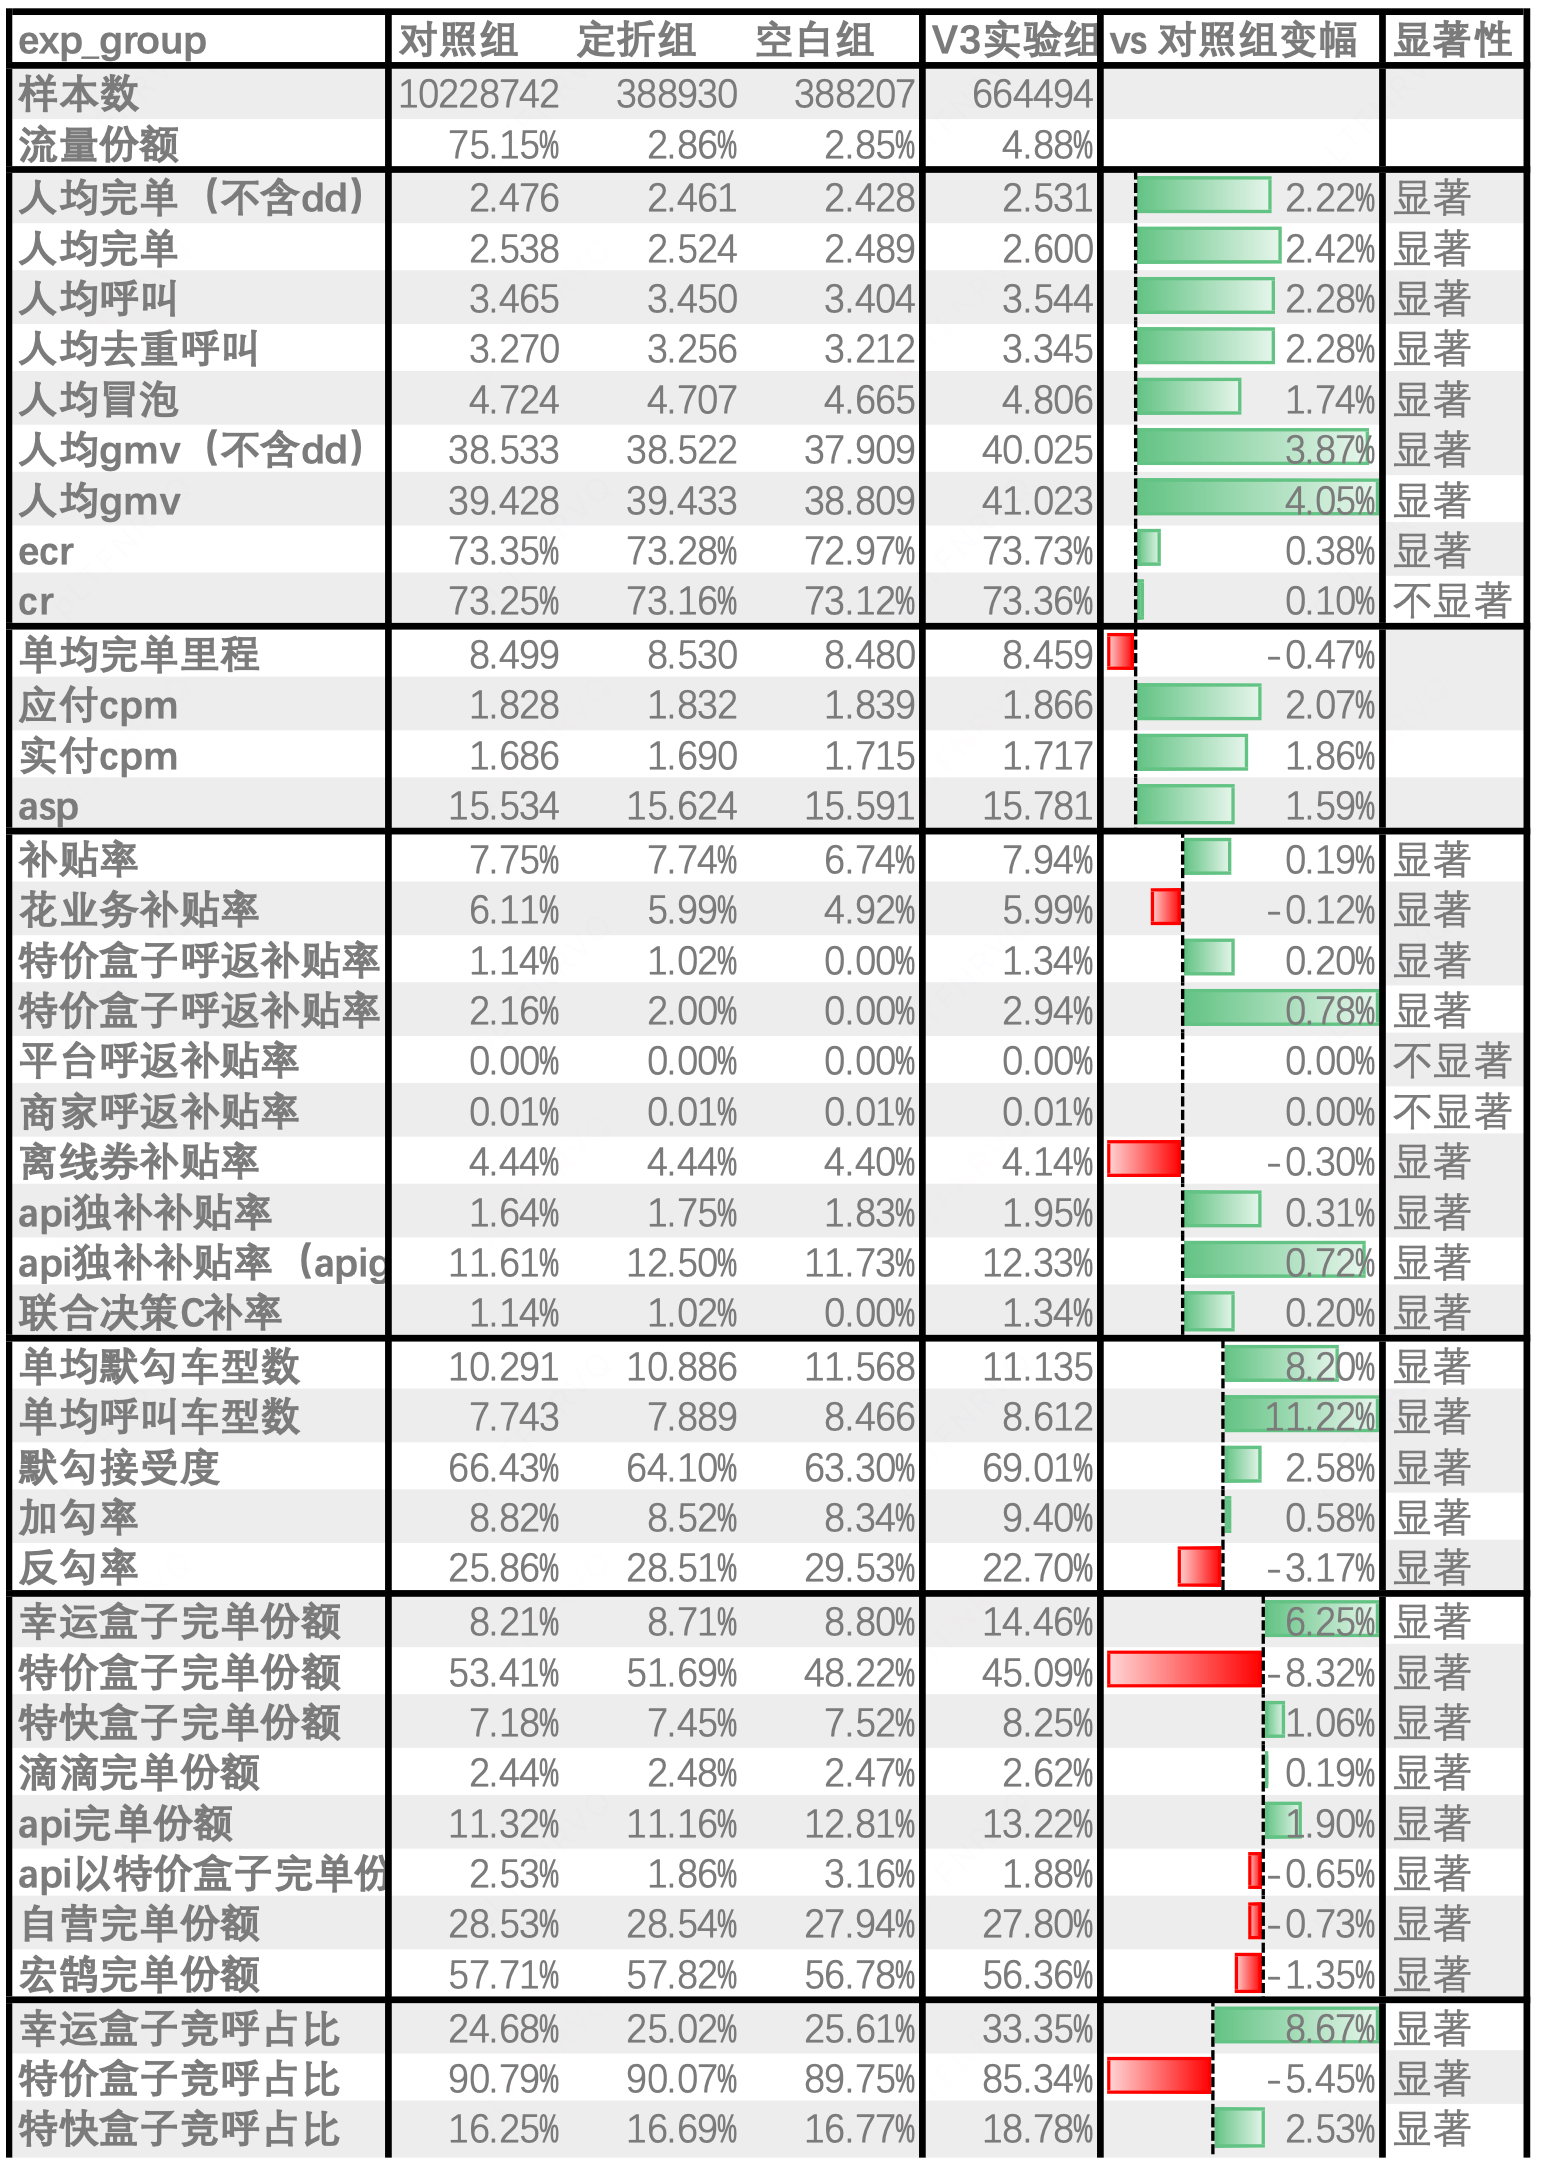 exp_group 对照组 定折组 空白组 V3实验组 vs 对照组变幅 显著性
样本数 10228742 388930 388207 664494
流量份额 75.15% 2.86% 2.85% 4.88%
人均完单（不含dd） 2.476 2.461 2.428 2.531 2.22% 显著
人均完单 2.538 2.524 2.489 2.600 2.42% 显著
人均呼叫 3.465 3.450 3.404 3.544 2.28% 显著
人均去重呼叫 3.270 3.256 3.212 3.345 2.28% 显著
人均冒泡 4.724 4.707 4.665 4.806 1.74% 显著
人均gmv（不含dd） 38.533 38.522 37.909 40.025 3.87% 显著
人均gmv 39.428 39.433 38.809 41.023 4.05% 显著
ecr 73.35% 73.28% 72.97% 73.73% 0.38% 显著
cr 73.25% 73.16% 73.12% 73.36% 0.10% 不显著
单均完单里程 8.499 8.530 8.480 8.459 -0.47%
应付cpm 1.828 1.832 1.839 1.866 2.07%
实付cpm 1.686 1.690 1.715 1.717 1.86%
asp 15.534 15.624 15.591 15.781 1.59%
补贴率 7.75% 7.74% 6.74% 7.94% 0.19% 显著
花业务补贴率 6.11% 5.99% 4.92% 5.99% -0.12% 显著
特价盒子呼返补贴率 1.14% 1.02% 0.00% 1.34% 0.20% 显著
特价盒子呼返补贴率 2.16% 2.00% 0.00% 2.94% 0.78% 显著
平台呼返补贴率 0.00% 0.00% 0.00% 0.00% 0.00% 不显著
商家呼返补贴率 0.01% 0.01% 0.01% 0.01% 0.00% 不显著
离线券补贴率 4.44% 4.44% 4.40% 4.14% -0.30% 显著
api独补补贴率 1.64% 1.75% 1.83% 1.95% 0.31% 显著
api独补补贴率（apig 11.61% 12.50% 11.73% 12.33% 0.72% 显著
联合决策C补率 1.14% 1.02% 0.00% 1.34% 0.20% 显著
单均默勾车型数 10.291 10.886 11.568 11.135 8.20% 显著
单均呼叫车型数 7.743 7.889 8.466 8.612 11.22% 显著
默勾接受度 66.43% 64.10% 63.30% 69.01% 2.58% 显著
加勾率 8.82% 8.52% 8.34% 9.40% 0.58% 显著
反勾率 25.86% 28.51% 29.53% 22.70% -3.17% 显著
幸运盒子完单份额 8.21% 8.71% 8.80% 14.46% 6.25% 显著
特价盒子完单份额 53.41% 51.69% 48.22% 45.09% -8.32% 显著
特快盒子完单份额 7.18% 7.45% 7.52% 8.25% 1.06% 显著
滴滴完单份额 2.44% 2.48% 2.47% 2.62% 0.19% 显著
api完单份额 11.32% 11.16% 12.81% 13.22% 1.90% 显著
api以特价盒子完单份 2.53% 1.86% 3.16% 1.88% -0.65% 显著
自营完单份额 28.53% 28.54% 27.94% 27.80% -0.73% 显著
宏鹄完单份额 57.71% 57.82% 56.78% 56.36% -1.35% 显著
幸运盒子竞呼占比 24.68% 25.02% 25.61% 33.35% 8.67% 显著
特价盒子竞呼占比 90.79% 90.07% 89.75% 85.34% -5.45% 显著
特快盒子竞呼占比 16.25% 16.69% 16.77% 18.78% 2.53% 显著